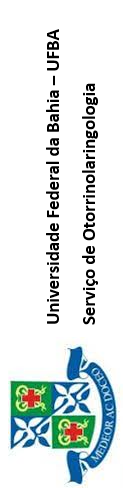 Universidade Federal da Bahia – UFBA
Serviço de Otorrinolaringologia
MEDEOR AC DOCEO